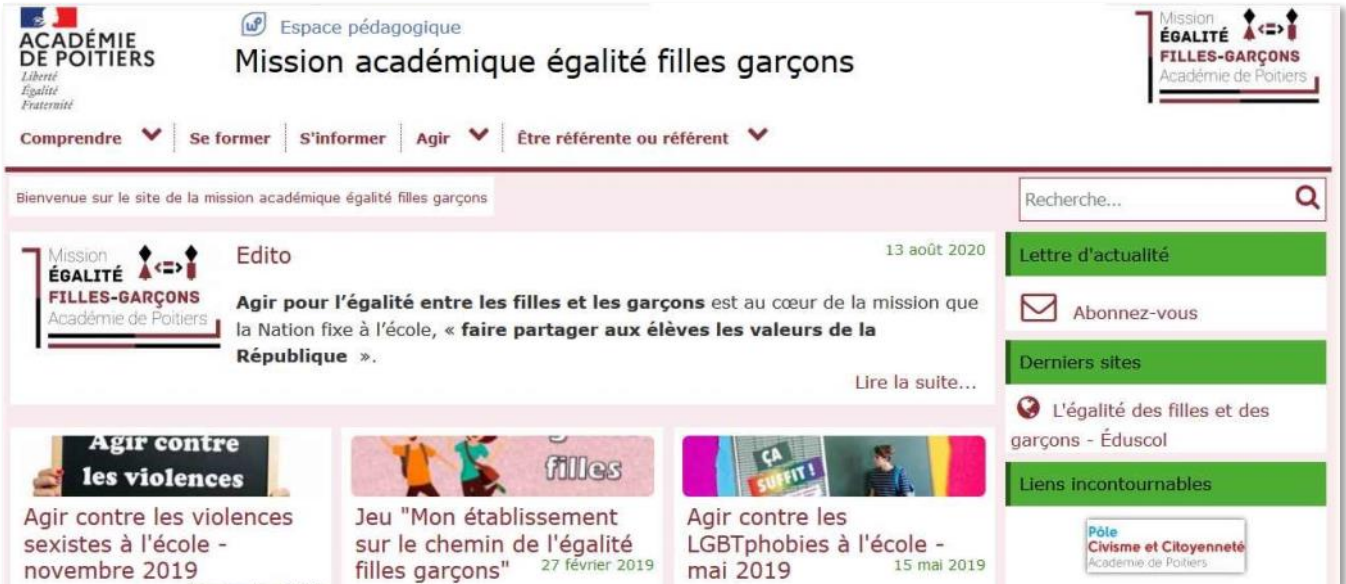 ACADÉMIE
DE POITIERS
Liberté
Égalité
Fraternité
Espace pédagogique
Mission académique égalité filles garçons
Mission
ÉGALITÉ
FILLES-GARÇONS
Académie de Poitiers
Comprendre Se former S'informer Agir Être référente ou référent
Bienvenue sur le site de la mission académique égalité filles garçons
Recherche...
Mission
ÉGALITÉ
FILLES-GARÇONS
Académie de Poitiers
Edito 13 août 2020
Agir pour l'égalité entre les filles et les garçons est au cœur de la mission que
la Nation fixe à l'école, « faire partager aux élèves les valeurs de la
République ».
Lire la suite...
Lettre d'actualité
Abonnez-vous
Derniers sites
L'égalité des filles et des
garçons - Éduscol
Liens incontournables
Pôle
Civisme et Citoyenneté
Académie de Poitiers
Agir contre
les violences
Agir contre les violences
sexistes à l'école -
novembre 2019
filles
Jeu "Mon établissement
sur le chemin de l'égalité
filles garçons" 27 février 2019
ÇA
SUFFIT !
Agir contre les
LGBTphobies à l'école -
mai 2019 15 mai 2019